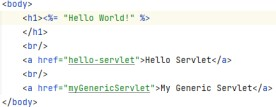 <body>
<h1><%= "Hello World!" %>
</h1>
<br/>
<a href="hello-servlet">Hello Servlet</a>
<br/>
<a href="myGenericServlet">My Generic Servlet</a>
</body>